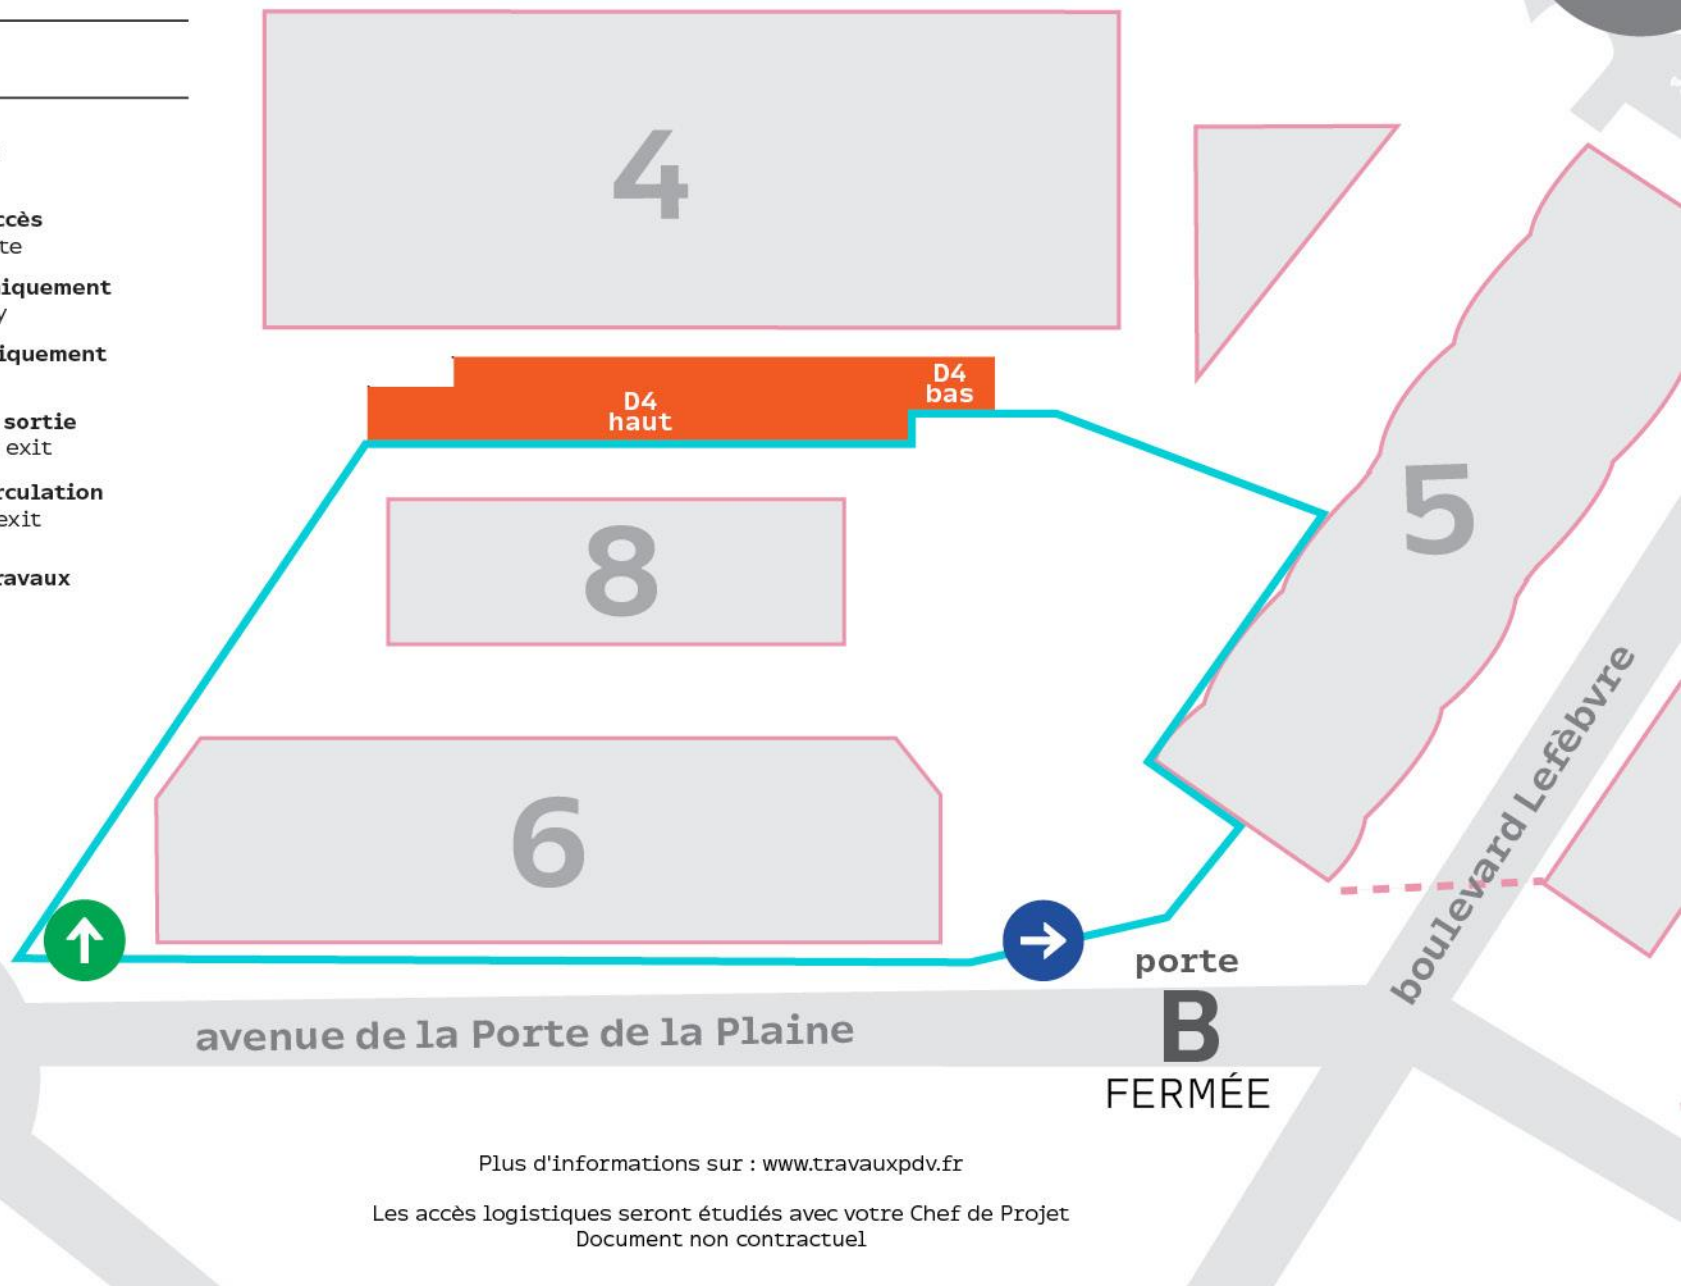 4
ccès
te
iquement
y
iquement
sortie
exit
rculation
exit
ravaux
D4
haut
D4
bas
8
5
6
boulevard Lefèbvre
porte
B
FERMÉE
avenue de la Porte de la Plaine
Plus d'informations sur : www.travauxpdv.fr
Les accès logistiques seront étudiés avec votre Chef de Projet
Document non contractuel